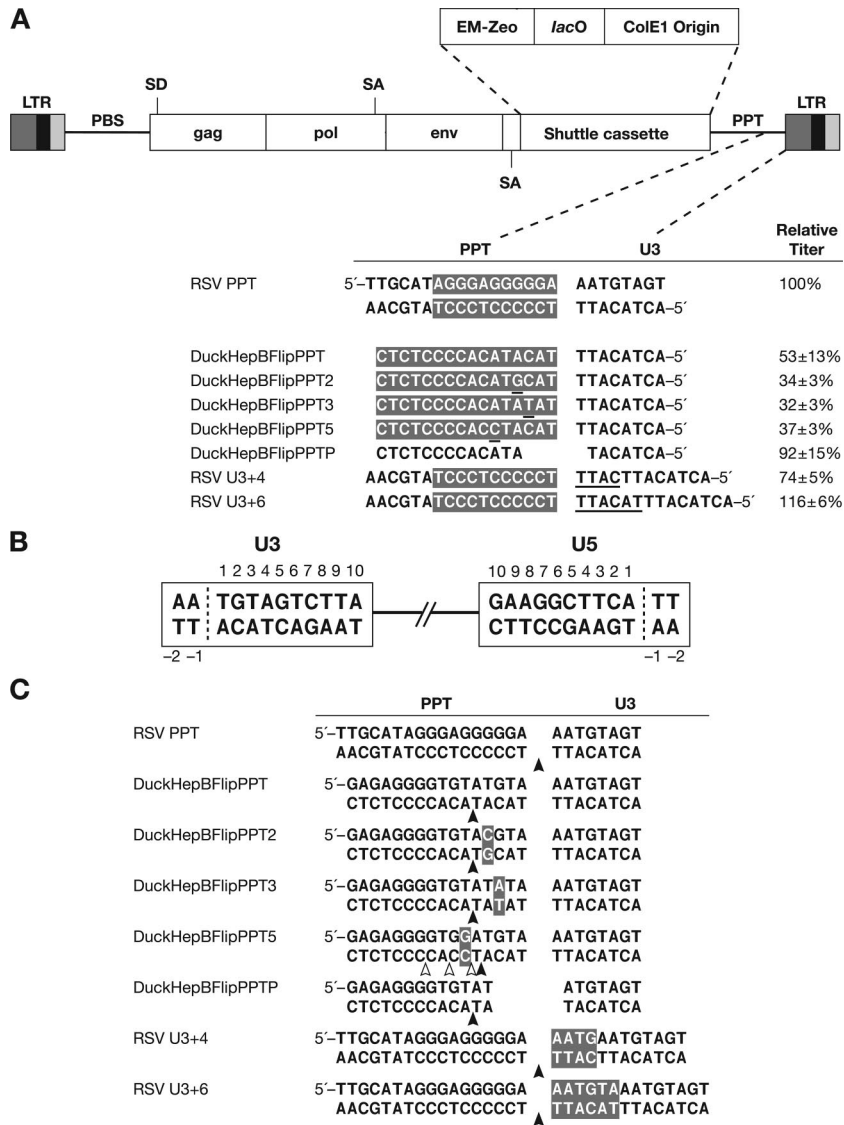 A
EM-Zeo lacO ColE1 Origin
SD SA
LTR PBS PPT LTR
gag pol env Shuttle cassette
SA
Relative
PPT U3 Titer
RSV PPT 5′–TTGCATAGGGAGGGGGA AATGTAGT 100%
AACGTATCCCTCCCCCT TTACATCA–5′
DuckHepBFlipPPT CTCTCCCCACATACAT TTACATCA–5′ 53±13%
DuckHepBFlipPPT2 CTCTCCCCACATGCAT TTACATCA–5′ 34±3%
DuckHepBFlipPPT3 CTCTCCCCACATATAT TTACATCA–5′ 32±3%
DuckHepBFlipPPT5 CTCTCCCCACCTACAT TTACATCA–5′ 37±3%
DuckHepBFlipPPTP CTCTCCCCACATA TACATCA–5′ 92±15%
RSV U3+4 AACGTATCCCTCCCCCT TTACTTACATCA–5′ 74±5%
RSV U3+6 AACGTATCCCTCCCCCT TTACATTTACATCA–5′ 116±6%
B
U3 U5
1 2 3 4 5 6 7 8 9 10 10 9 8 7 6 5 4 3 2 1
AA TGTAGTCTTA GAAGGCTTCA TT
TT ACATCAGAAT CTTCCGAAGT AA
–2 –1 –1 –2
C
PPT U3
RSV PPT 5′–TTGCATAGGGAGGGGGA AATGTAGT
AACGTATCCCTCCCCCT TTACATCA
DuckHepBFlipPPT 5′–GAGAGGGGTGTATGTA AATGTAGT
CTCTCCCCACATACAT TTACATCA
DuckHepBFlipPPT2 5′–GAGAGGGGTGTACGTA AATGTAGT
CTCTCCCCACATGCAT TTACATCA
DuckHepBFlipPPT3 5′–GAGAGGGGTGTATATA AATGTAGT
CTCTCCCCACATATAT TTACATCA
DuckHepBFlipPPT5 5′–GAGAGGGGTGGATGTA AATGTAGT
CTCTCCCCACCTACAT TTACATCA
DuckHepBFlipPPTP 5′–GAGAGGGGTGTAT ATGTAGT
CTCTCCCCACATA TACATCA
RSV U3+4 5′–TTGCATAGGGAGGGGGA AATGAATGTAGT
AACGTATCCCTCCCCCT TTACTTACATCA
RSV U3+6 5′–TTGCATAGGGAGGGGGA AATGTAAATGTAGT
AACGTATCCCTCCCCCT TTACATTTACATCA